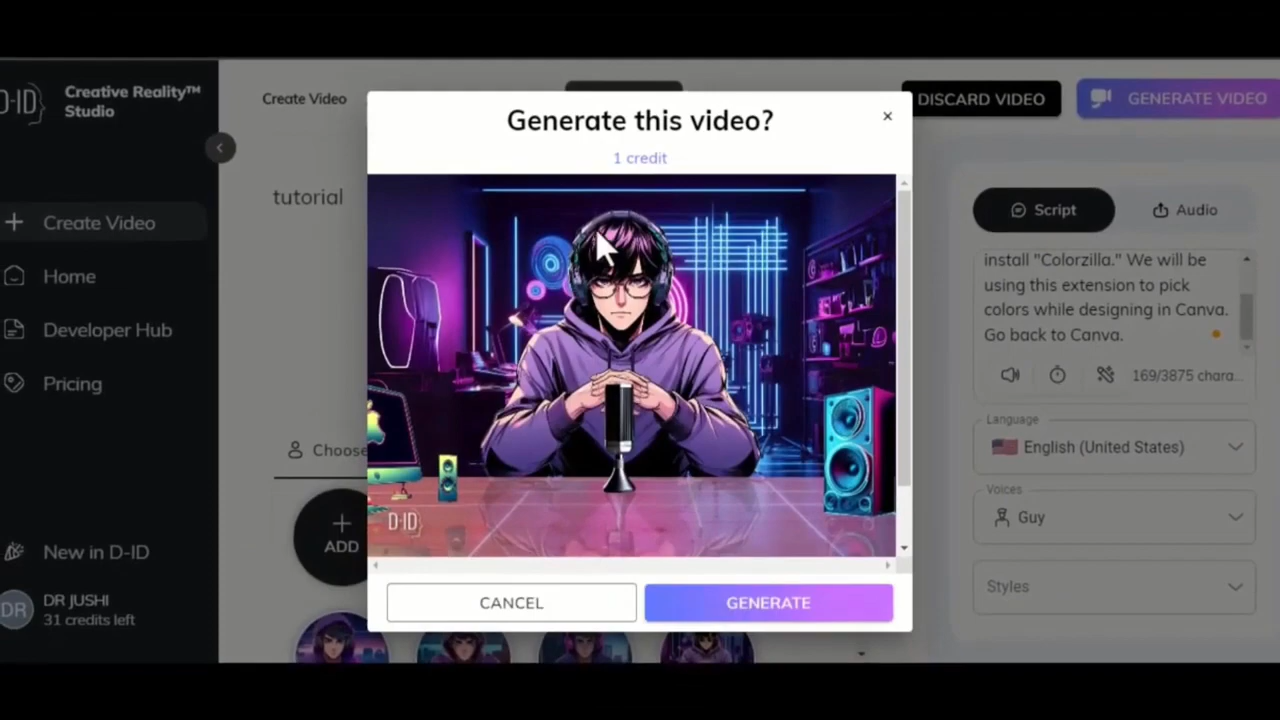 D-ID
Creative Reality™
Studio
Create Video
Home
Developer Hub
Pricing
New in D-ID
DR
DR JUSHI
31 credits left
Create Video
DISCARD VIDEO
GENERATE VIDEO
tutorial
Choose
ADD
Generate this video?
1 credit
D-ID
CANCEL
GENERATE
Script
Audio
install "Colorzilla." We will
be using this extension to pick
colors while designing in Canva.
Go back to Canva.
169/3875 chara...
Language
English (United States)
Voices
Guy
Styles